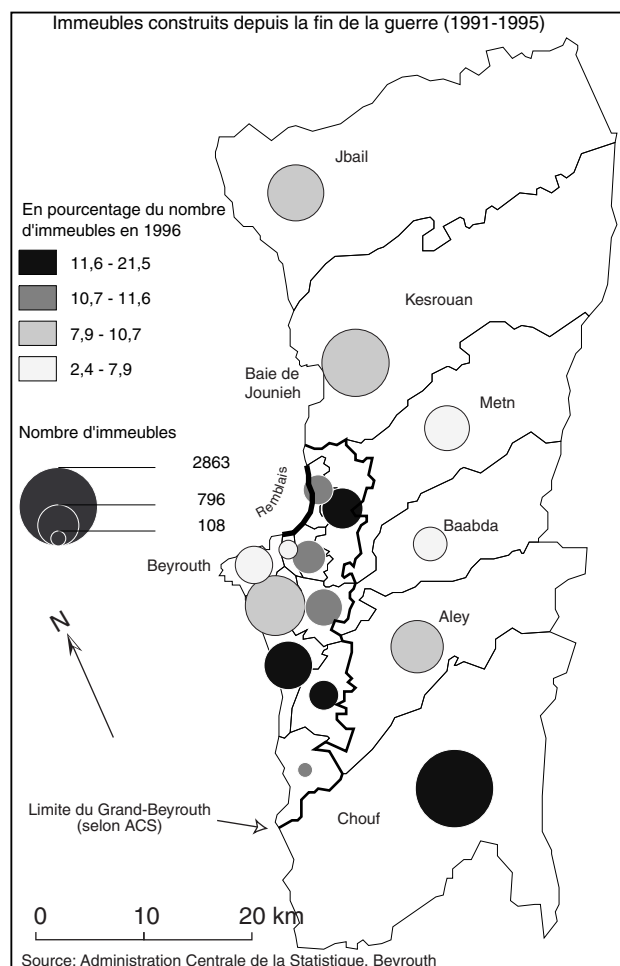 Immeubles construits depuis la fin de la guerre (1991-1995)
Jbail
En pourcentage du nombre
d'immeubles en 1996
11,6 - 21,5
10,7 - 11,6
7,9 - 10,7
2,4 - 7,9
Kesrouan
Baie de
Jounieh
Metn
Nombre d'immeubles
2863
796
108
Remblais
Baabda
Beyrouth
Aley
N
Limite du Grand-Beyrouth
(selon ACS)
Chouf
0 10 20 km
Source: Administration Centrale de la Statistique, Beyrouth